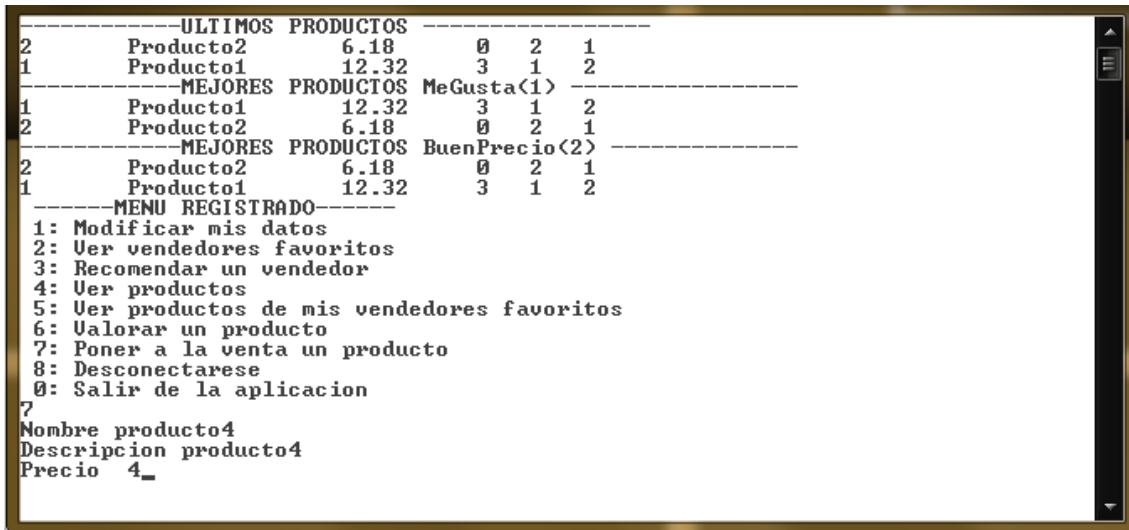 ------------ULTIMOS PRODUCTOS -----------------
2 Producto2 6.18 0 2 1
1 Producto1 12.32 3 1 2
------------MEJORES PRODUCTOS MeGusta(1) -----------------
1 Producto1 12.32 3 1 2
2 Producto2 6.18 0 2 1
------------MEJORES PRODUCTOS BuenPrecio(2) --------------
2 Producto2 6.18 0 2 1
1 Producto1 12.32 3 1 2
------MENU REGISTRADO------
1: Modificar mis datos
2: Ver vendedores favoritos
3: Recomendar un vendedor
4: Ver productos
5: Ver productos de mis vendedores favoritos
6: Valorar un producto
7: Poner a la venta un producto
8: Desconectarese
0: Salir de la aplicacion
7
Nombre producto4
Descripcion producto4
Precio 4_